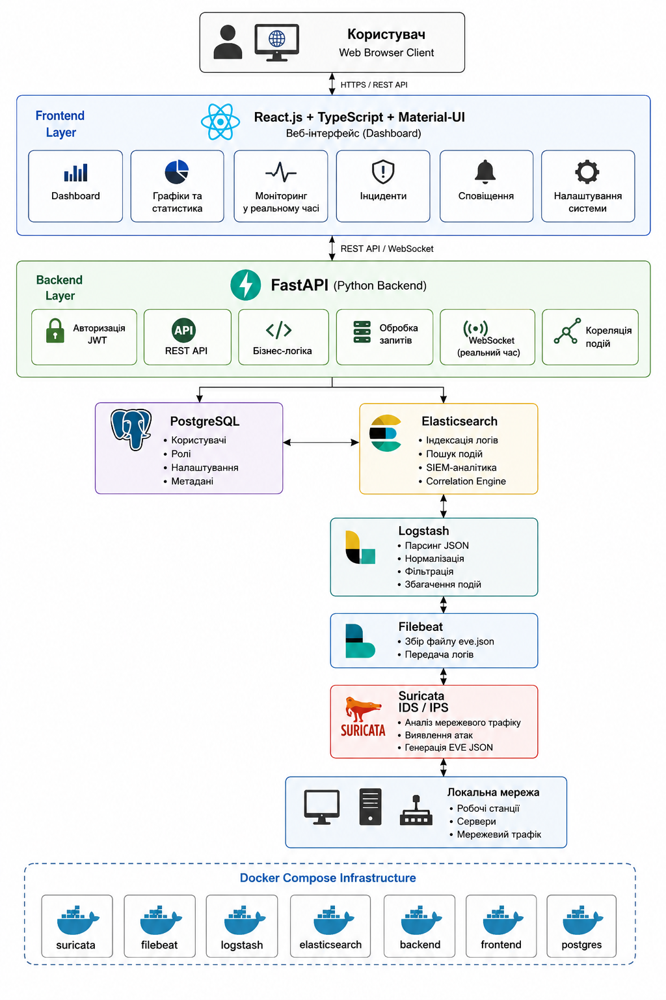 Користувач
Web Browser Client
HTTPS / REST API
Frontend
Layer
React.js + TypeScript + Material-UI
Веб-інтерфейс (Dashboard)
Dashboard
Графіки та
статистика
Моніторинг
у реальному часі
Інциденти
Сповіщення
Налаштування
системи
REST API / WebSocket
Backend
Layer
FastAPI (Python Backend)
Авторизація
JWT
API
REST API
</>
Бізнес-логіка
Обробка
запитів
WebSocket
(реальний час)
Кореляція
подій
PostgreSQL
• Користувачі
• Ролі
• Налаштування
• Метадані
Elasticsearch
• Індексація логів
• Пошук подій
• SIEM-аналітика
• Correlation Engine
Logstash
• Парсинг JSON
• Нормалізація
• Фільтрація
• Збагачення подій
Filebeat
• Збір файлу eve.json
• Передача логів
SURICATA
Suricata
IDS / IPS
• Аналіз мережевого трафіку
• Виявлення атак
• Генерація EVE JSON
Локальна мережа
• Робочі станції
• Сервери
• Мережевий трафік
Docker Compose Infrastructure
suricata
filebeat
logstash
elasticsearch
backend
frontend
postgres